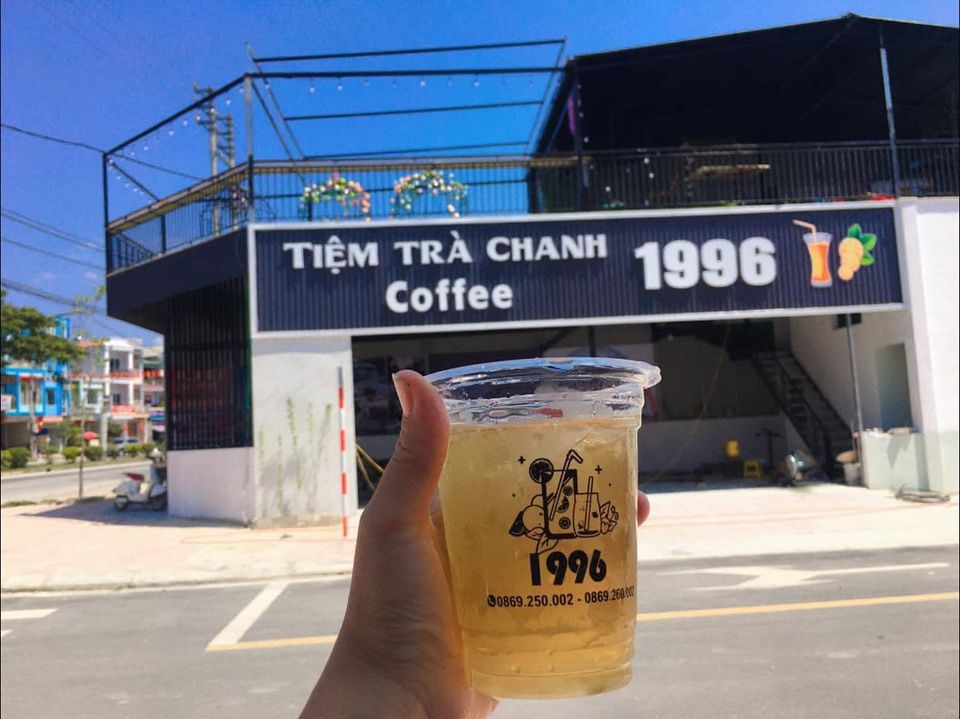 TIỆM TRÀ CHANH
Coffee
1996
1996
0869.250.002 - 0869.260.002